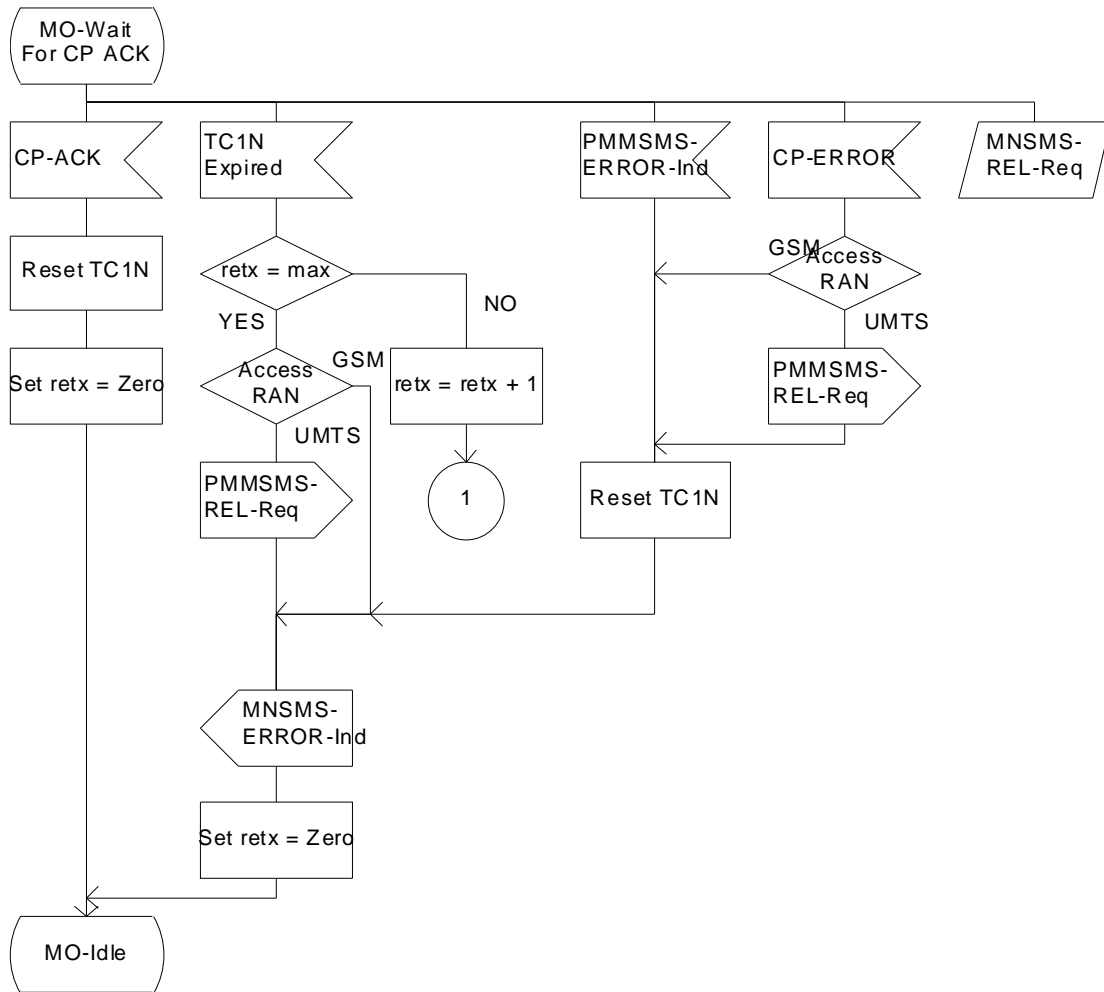 MO-Wait
For CP ACK
CP-ACK
TC1N
Expired
PMMSMS-
ERROR-Ind
CP-ERROR
MNSMS-
REL-Req
Reset TC1N
retx = max
GSM
Access
RAN
NO
YES
UMTS
Set retx = Zero
GSM
Access
RAN
retx = retx + 1
PMMSMS-
REL-Req
UMTS
PMMSMS-
REL-Req
1
Reset TC1N
MNSMS-
ERROR-Ind
Set retx = Zero
MO-Idle